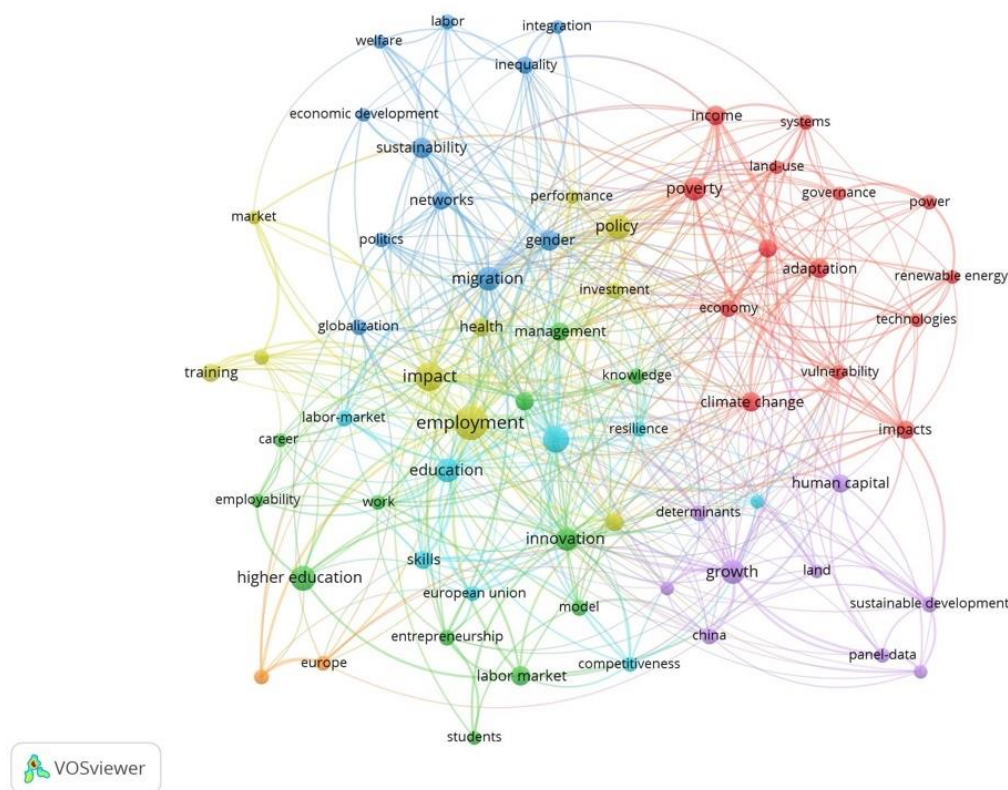 labor
integration
welfare
inequality
economic development
income
systems
sustainability
land-use
poverty
governance
performance
networks
power
market
policy
gender
politics
adaptation
migration
renewable energy
investment
economy
technologies
globalization
health
management
training
impact
knowledge
vulnerability
climate change
labor-market
employment
resilience
impacts
career
education
human capital
employability
work
determinants
innovation
skills
growth
land
higher education
european union
model
sustainable development
entrepreneurship
china
panel-data
europe
competitiveness
labor market
students
VOSviewer